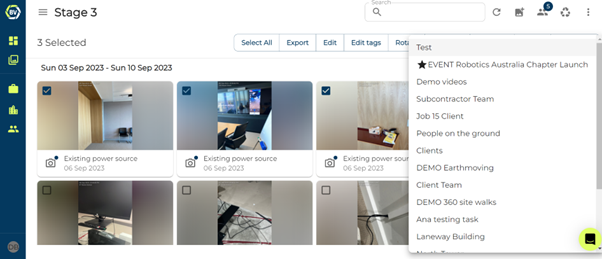 BV
Stage 3
Search
5
3 Selected
Select All
Export
Edit
Edit tags
Sun 03 Sep 2023 - Sun 10 Sep 2023
Existing power source
06 Sep 2023
Existing power source
06 Sep 2023
Existing power source
06 Sep 2023
Test
EVENT Robotics Australia Chapter Launch
Demo videos
Subcontractor Team
Job 15 Client
People on the ground
Clients
DEMO Earthmoving
Client Team
DEMO 360 site walks
Ana testing task
Laneway Building